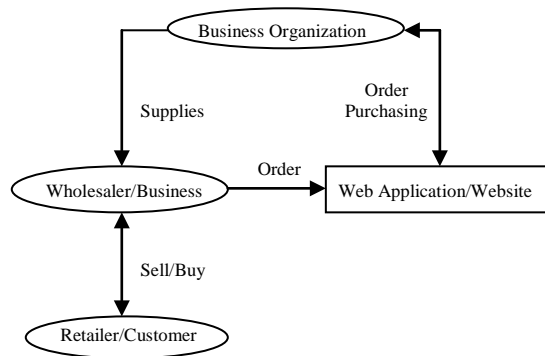 Business Organization
Order
Purchasing
Supplies
Order
Wholesaler/Business
Web Application/Website
Sell/Buy
Retailer/Customer